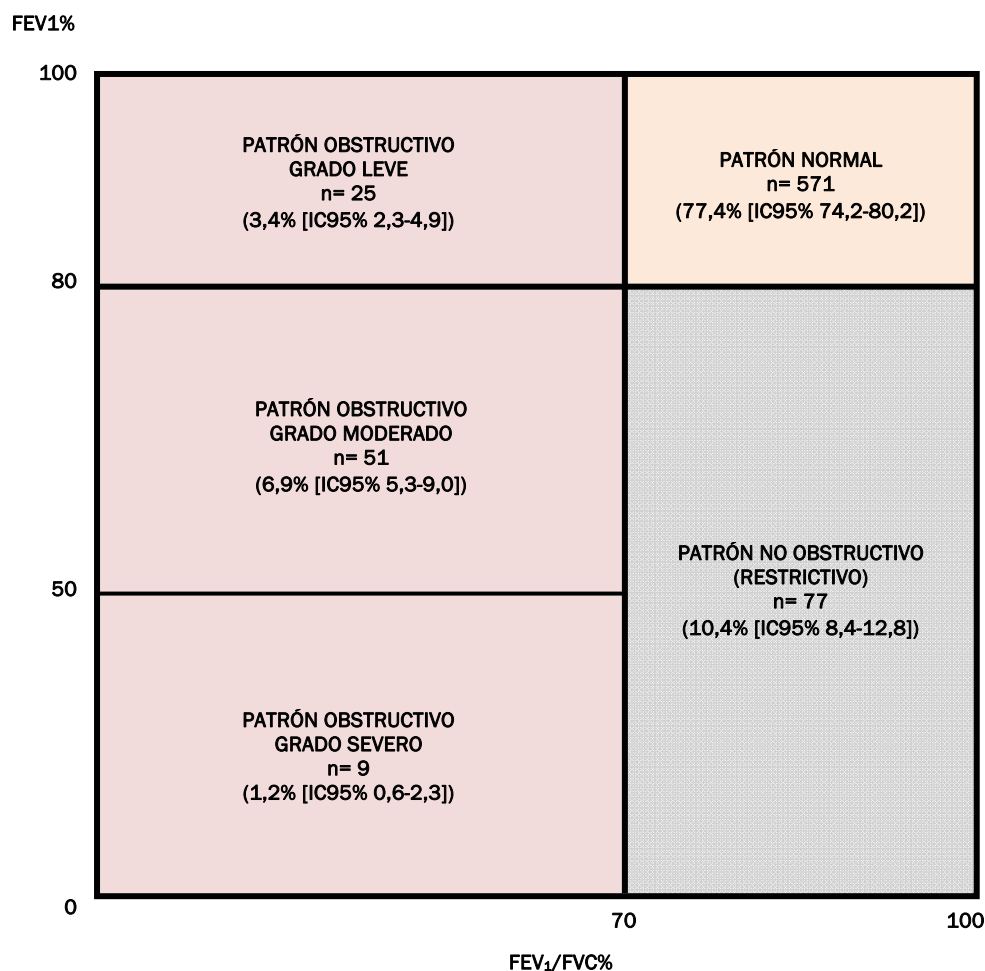 FEV1%
100
PATRÓN OBSTRUCTIVO
GRADO LEVE
n= 25
(3,4% [IC95% 2,3-4,9])
PATRÓN NORMAL
n= 571
(77,4% [IC95% 74,2-80,2])
80
PATRÓN OBSTRUCTIVO
GRADO MODERADO
n= 51
(6,9% [IC95% 5,3-9,0])
50
PATRÓN NO OBSTRUCTIVO
(RESTRICTIVO)
n= 77
(10,4% [IC95% 8,4-12,8])
PATRÓN OBSTRUCTIVO
GRADO SEVERO
n= 9
(1,2% [IC95% 0,6-2,3])
0
70
100
FEV₁/FVC%